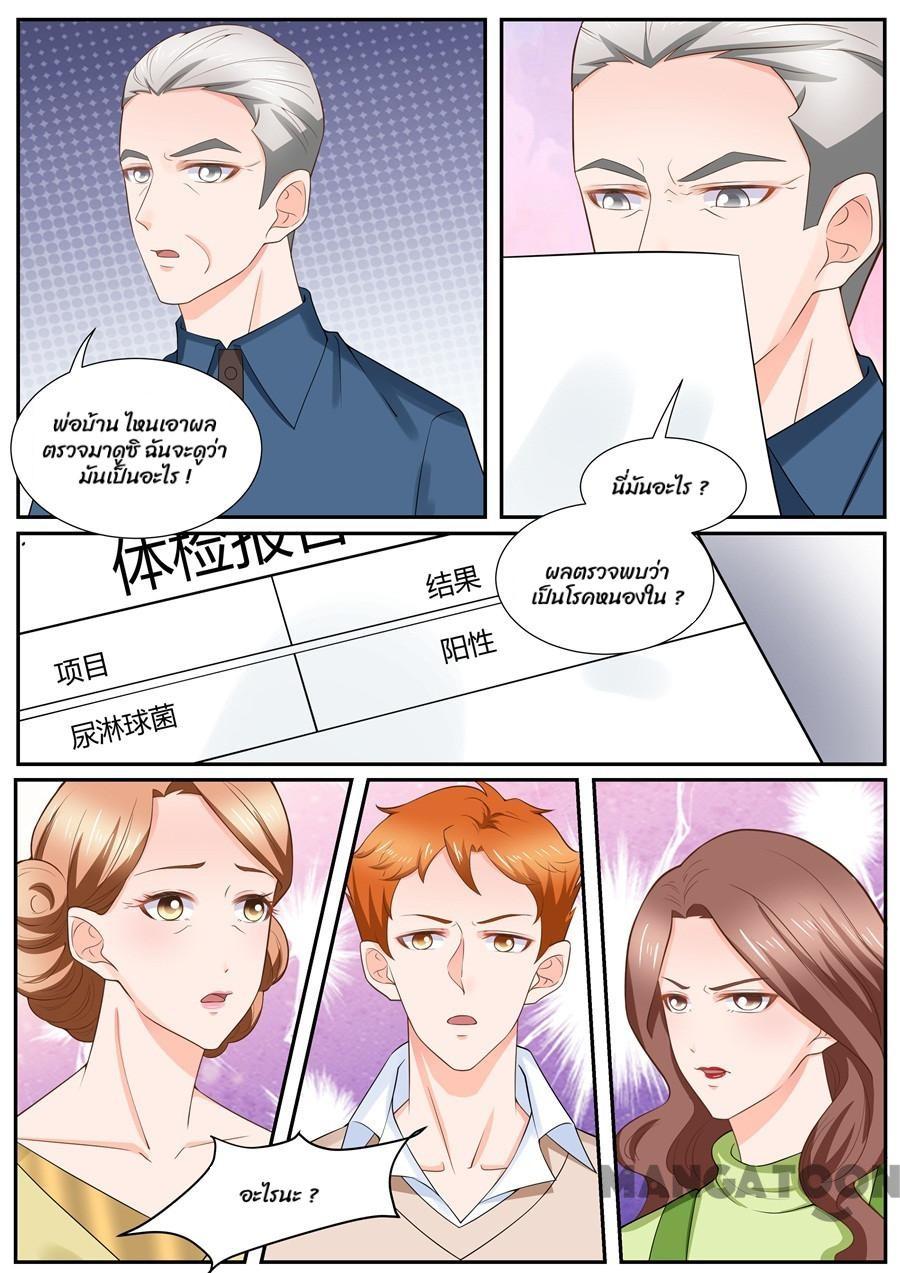 พ่อบ้าน ไหนเอาผล
ตรวจมาดูซิ ฉันจะดูว่า
มันเป็นอะไร !
นี่มันอะไร ?
ผลตรวจพบว่า
เป็นโรคหนองใน ?
体检报告
结果
项目
阳性
尿淋球菌
อะไรนะ ?
MANGATOON